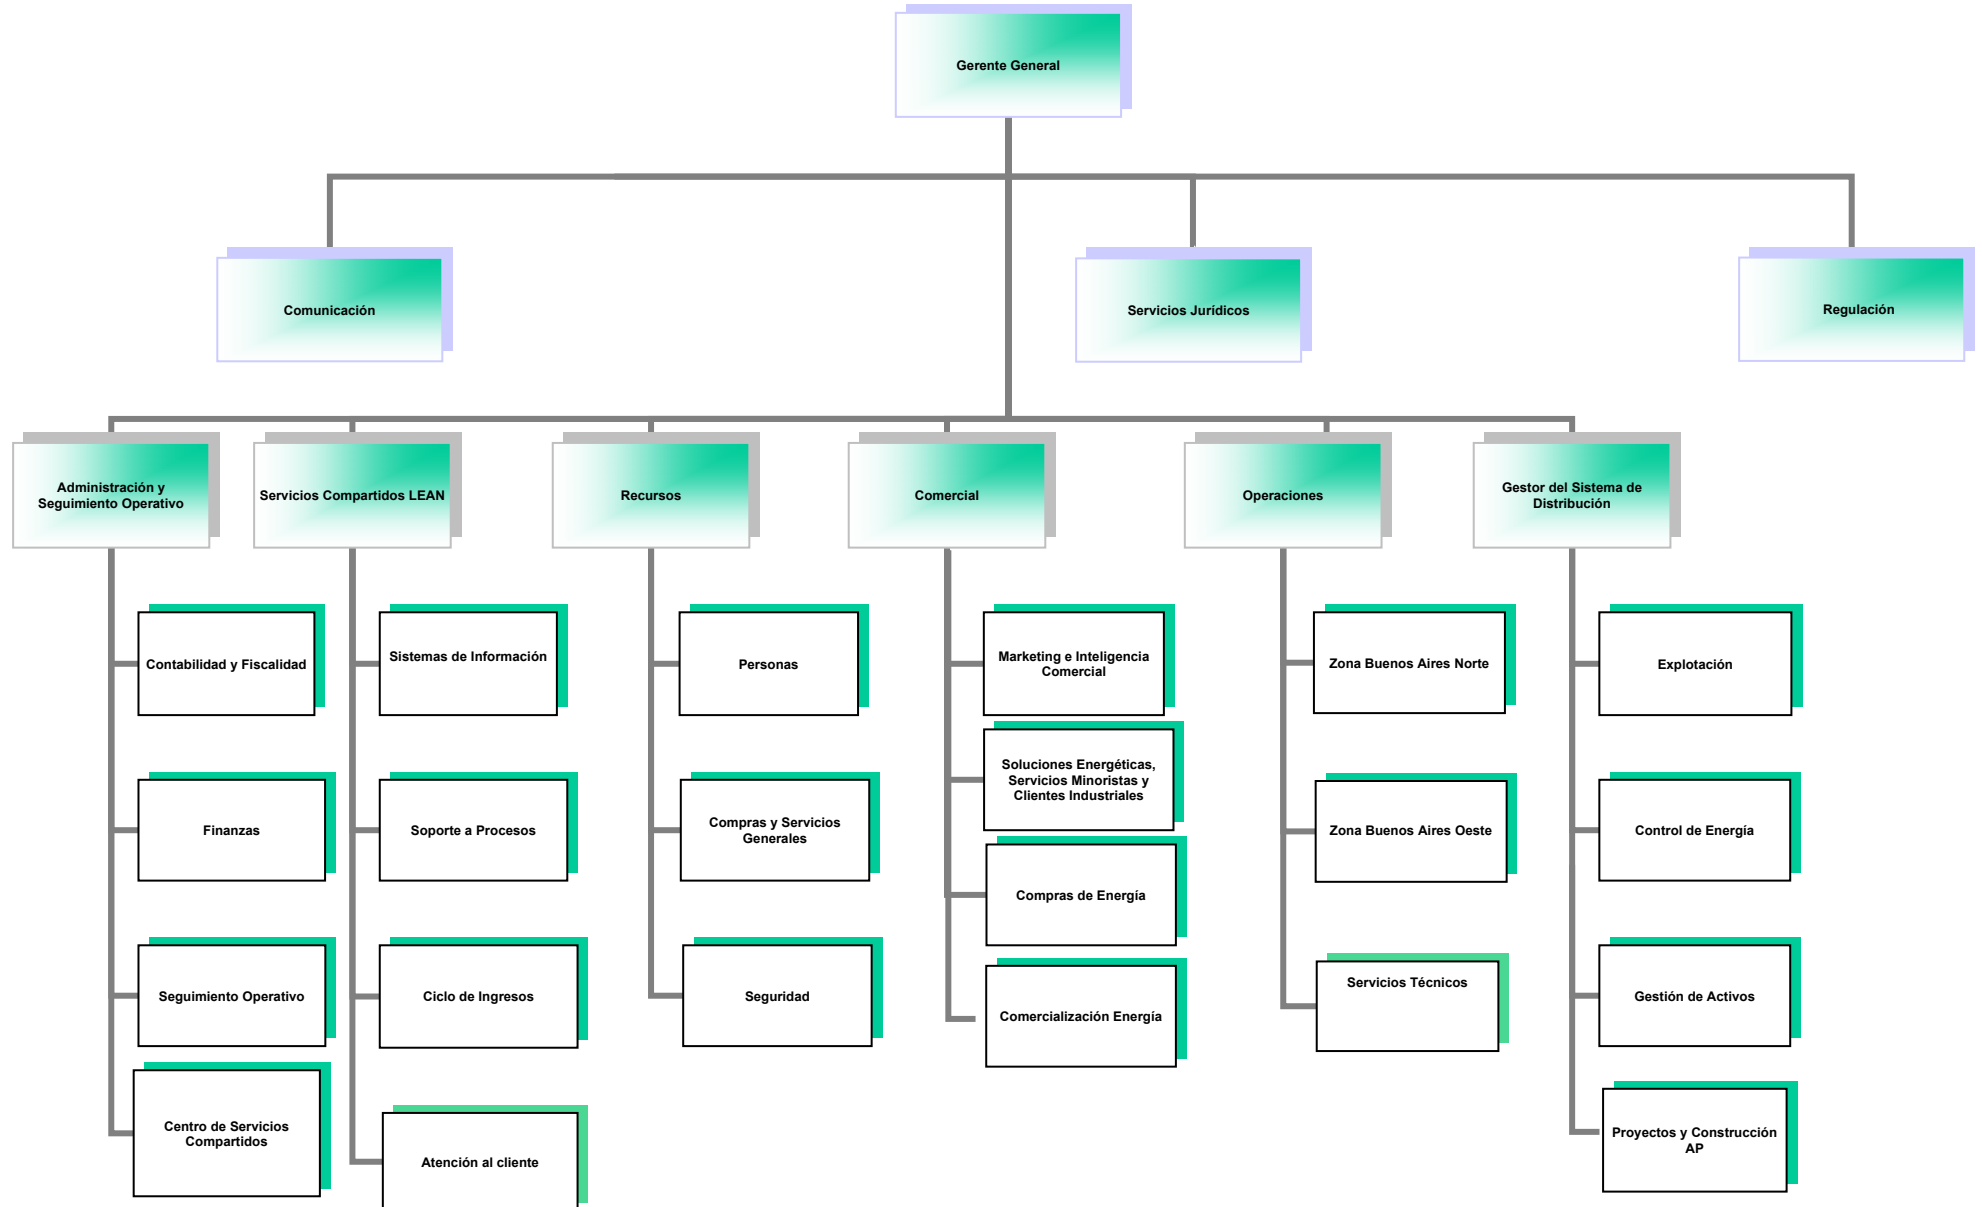 Gerente General
Comunicación
Servicios Jurídicos
Regulación
Administración y
Seguimiento Operativo
Servicios Compartidos LEAN
Recursos
Comercial
Operaciones
Gestor del Sistema de
Distribución
Contabilidad y Fiscalidad
Sistemas de Información
Personas
Marketing e Inteligencia
Comercial
Zona Buenos Aires Norte
Explotación
Soluciones Energéticas,
Servicios Minoristas y
Clientes Industriales
Finanzas
Soporte a Procesos
Compras y Servicios
Generales
Zona Buenos Aires Oeste
Control de Energía
Compras de Energía
Seguimiento Operativo
Ciclo de Ingresos
Seguridad
Comercialización Energía
Servicios Técnicos
Gestión de Activos
Centro de Servicios
Compartidos
Atención al cliente
Proyectos y Construcción
AP